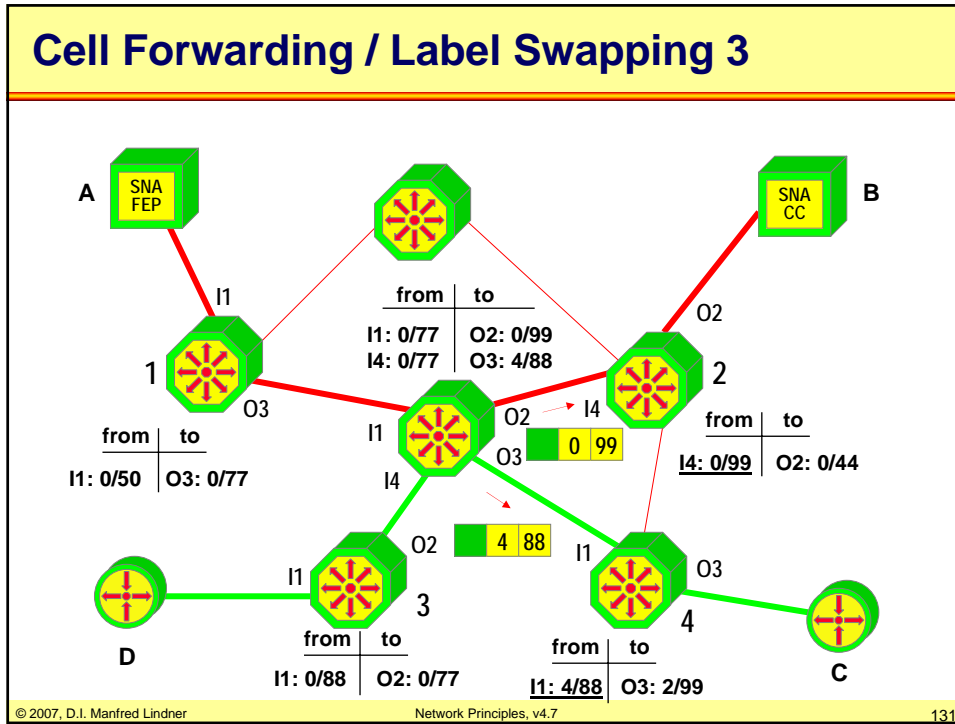 Cell Forwarding / Label Swapping 3
A
SNA
FEP
SNA
CC
B
I1
from to
I1: 0/77 O2: 0/99
I4: 0/77 O3: 4/88
O2
1
O3
2
I1
O2
I4
O3
0 99
from to
I1: 0/50 O3: 0/77
from to
I4: 0/99 O2: 0/44
I4
4 88
O2
I1
I1
O3
3
4
D
C
from to
I1: 0/88 O2: 0/77
from to
I1: 4/88 O3: 2/99
© 2007, D.I. Manfred Lindner
Network Principles, v4.7
131